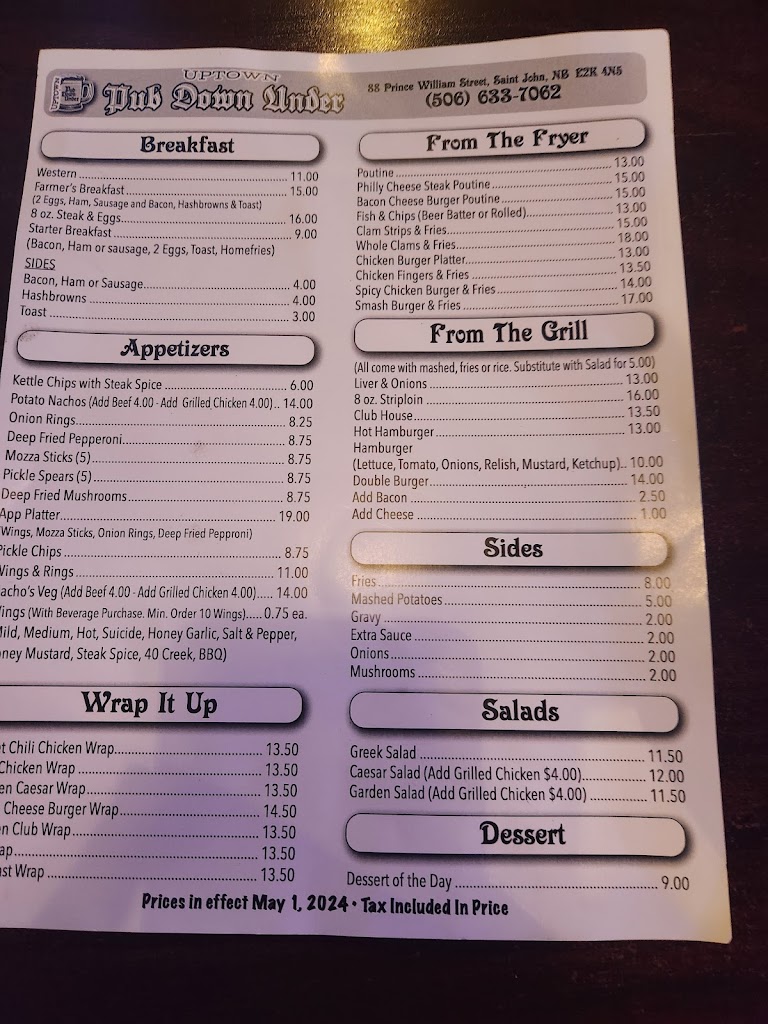 UPTOWN
Pub Down Under
88 Prince William Street, Saint John, NB E2K 4N5
(506) 633-7062
Breakfast
Western 11.00
Farmer's Breakfast 15.00
(2 Eggs, Ham, Sausage and Bacon, Hashbrowns & Toast)
8 oz. Steak & Eggs 16.00
Starter Breakfast 9.00
(Bacon, Ham or sausage, 2 Eggs, Toast, Homefries)
SIDES
Bacon, Ham or Sausage 4.00
Hashbrowns 4.00
Toast 3.00
Appetizers
Kettle Chips with Steak Spice 6.00
Potato Nachos (Add Beef 4.00 - Add Grilled Chicken 4.00) 14.00
Onion Rings 8.25
Deep Fried Pepperoni 8.75
Mozza Sticks (5) 8.75
Pickle Spears (5) 8.75
Deep Fried Mushrooms 8.75
App Platter 19.00
Wings, Mozza Sticks, Onion Rings, Deep Fried Pepproni)
Pickle Chips 8.75
Wings & Rings 11.00
acho's Veg (Add Beef 4.00 - Add Grilled Chicken 4.00) 14.00
ings (With Beverage Purchase. Min. Order 10 Wings) 0.75 ea.
ild, Medium, Hot, Suicide, Honey Garlic, Salt & Pepper,
ney Mustard, Steak Spice, 40 Creek, BBQ)
Wrap It Up
t Chili Chicken Wrap 13.50
Chicken Wrap 13.50
en Caesar Wrap 13.50
Cheese Burger Wrap 14.50
n Club Wrap 13.50
ap 13.50
st Wrap 13.50
From The Fryer
Poutine 13.00
Philly Cheese Steak Poutine 15.00
Bacon Cheese Burger Poutine 15.00
Fish & Chips (Beer Batter or Rolled) 13.00
Clam Strips & Fries 15.00
Whole Clams & Fries 18.00
Chicken Burger Platter 13.00
Chicken Fingers & Fries 13.50
Spicy Chicken Burger & Fries 14.00
Smash Burger & Fries 17.00
From The Grill
(All come with mashed, fries or rice. Substitute with Salad for 5.00)
Liver & Onions 13.00
8 oz. Striploin 16.00
Club House 13.50
Hot Hamburger 13.00
Hamburger
(Lettuce, Tomato, Onions, Relish, Mustard, Ketchup) 10.00
Double Burger 14.00
Add Bacon 2.50
Add Cheese 1.00
Sides
Fries 8.00
Mashed Potatoes 5.00
Gravy 2.00
Extra Sauce 2.00
Onions 2.00
Mushrooms 2.00
Salads
Greek Salad 11.50
Caesar Salad (Add Grilled Chicken $4.00) 12.00
Garden Salad (Add Grilled Chicken $4.00) 11.50
Dessert
Dessert of the Day 9.00
Prices in effect May 1, 2024 • Tax Included In Price